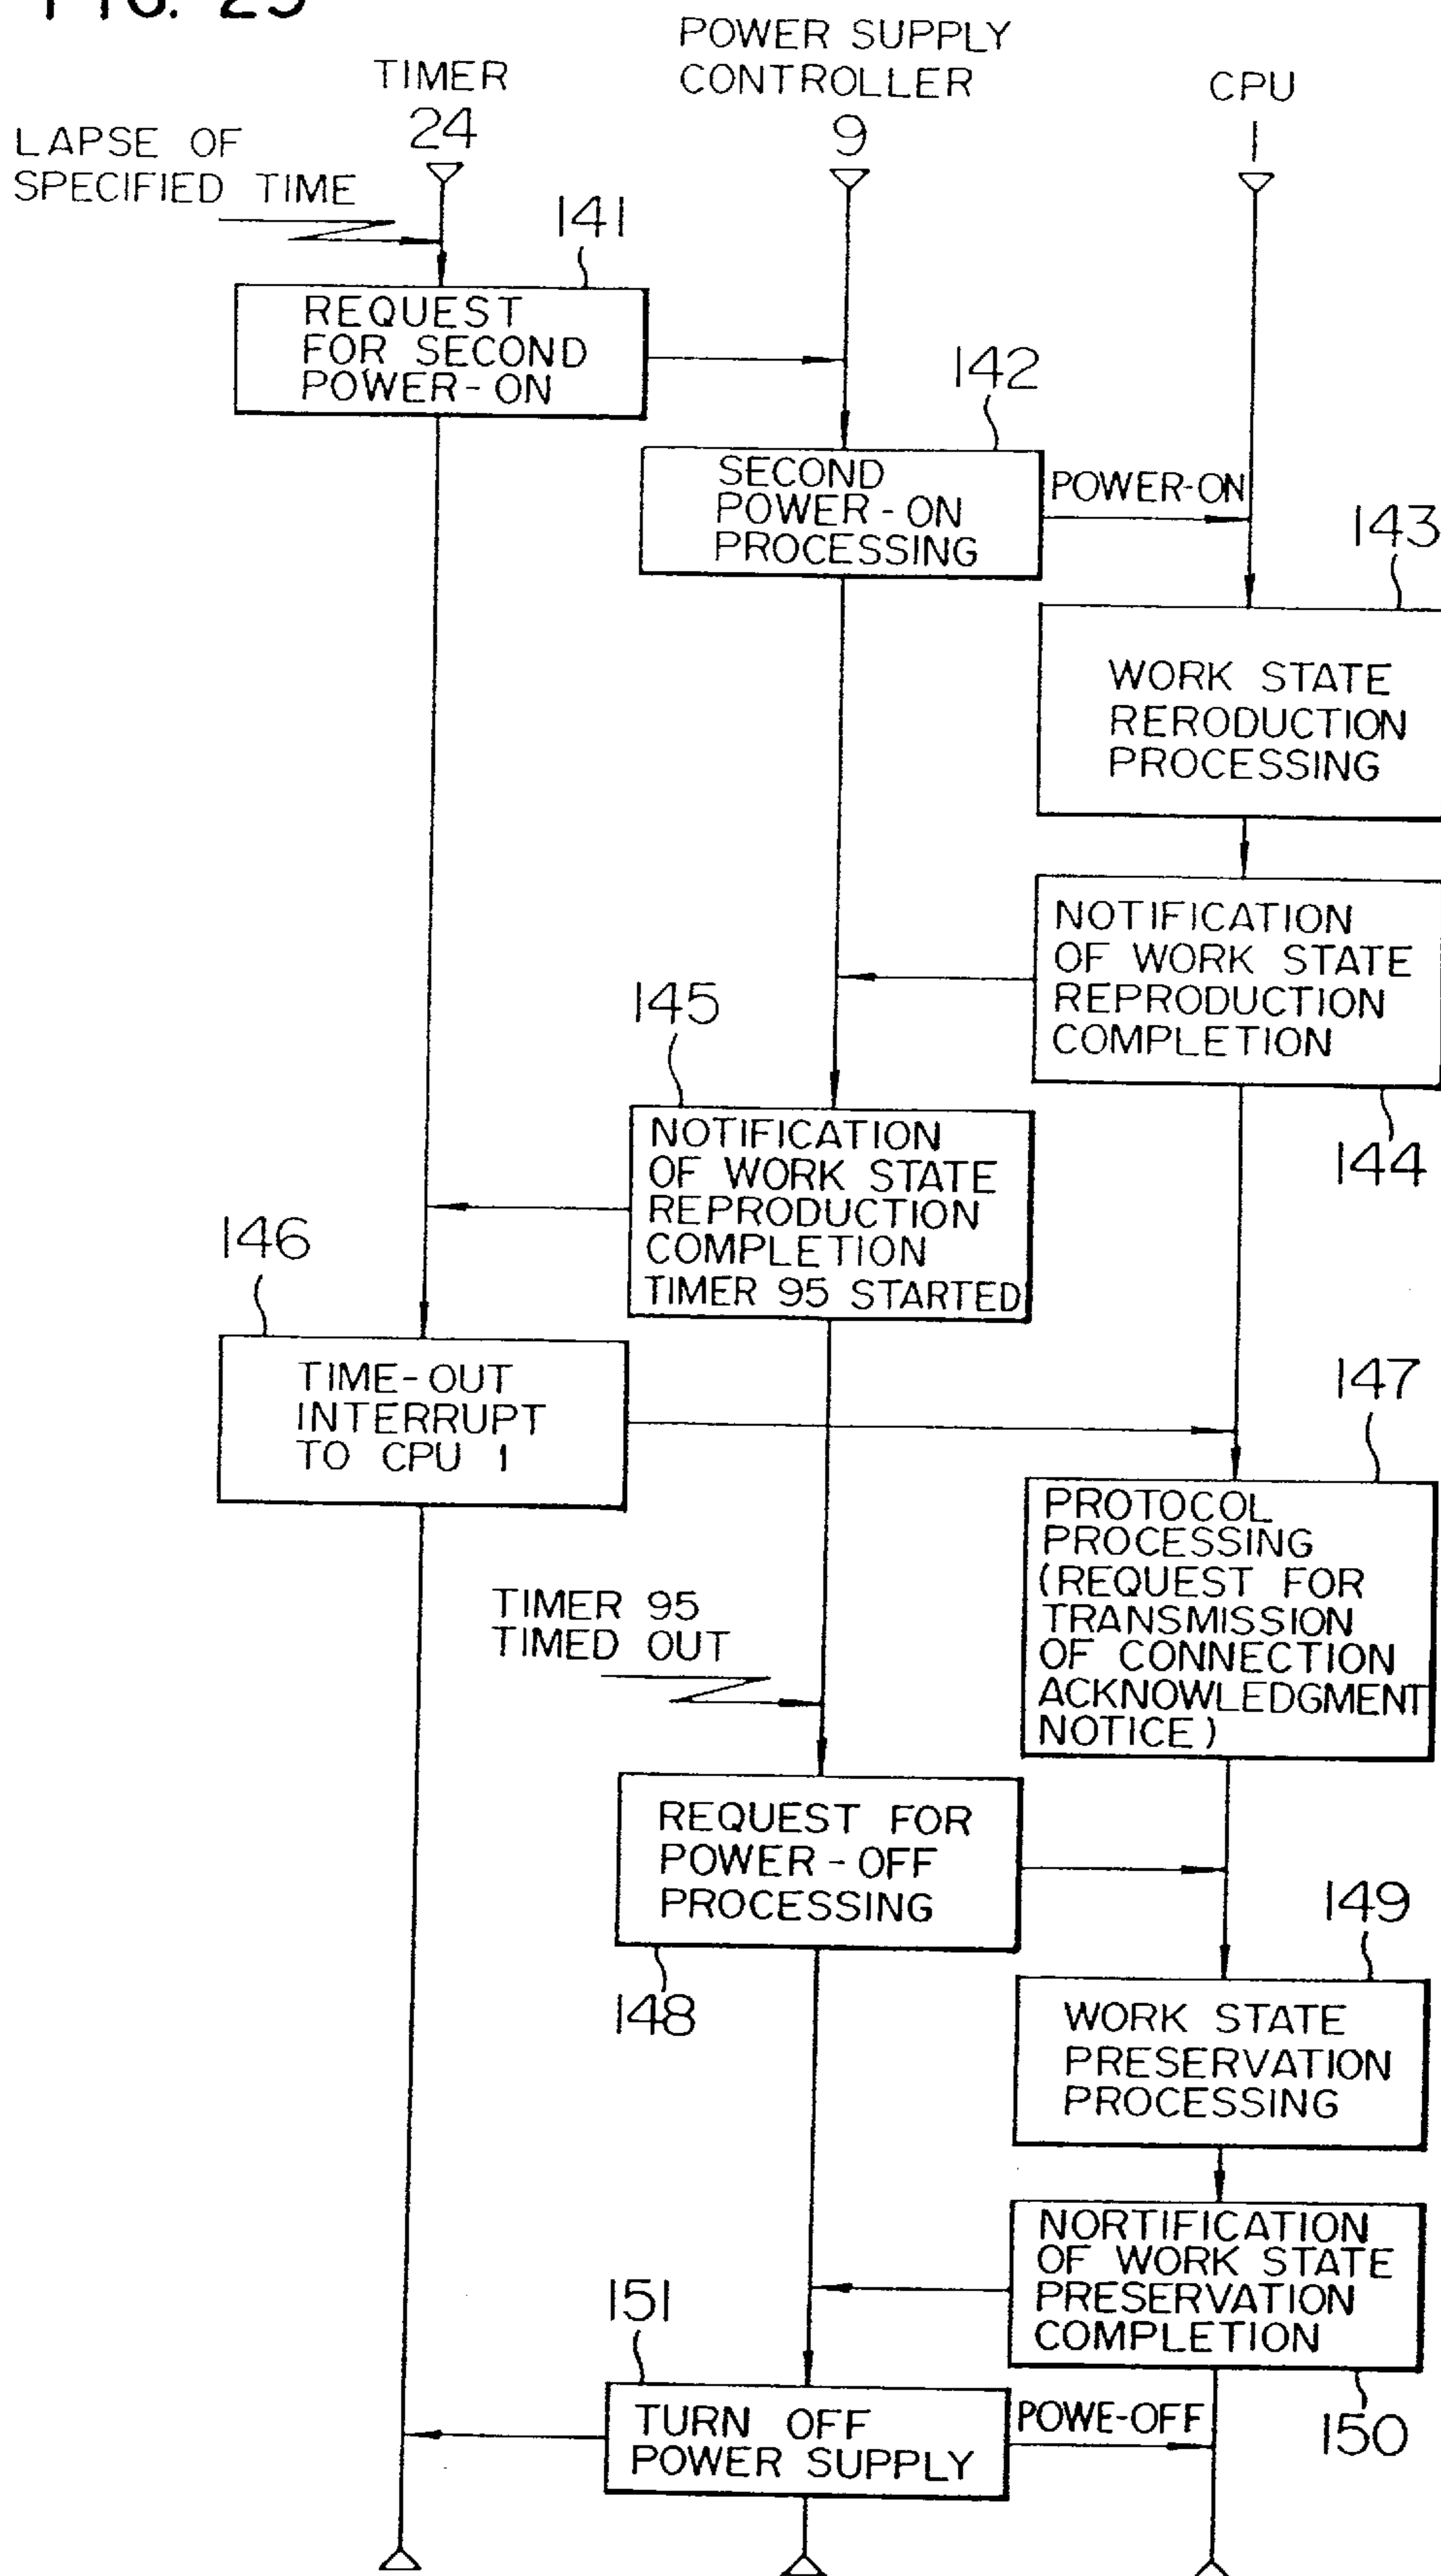 FIG. 25
TIMER
24
POWER SUPPLY
CONTROLLER
9
CPU
1
LAPSE OF
SPECIFIED TIME
141
REQUEST
FOR SECOND
POWER-ON
142
SECOND
POWER-ON
PROCESSING
POWER-ON
143
WORK STATE
RERODUCTION
PROCESSING
NOTIFICATION
OF WORK STATE
REPRODUCTION
COMPLETION
144
145
NOTIFICATION
OF WORK STATE
REPRODUCTION
COMPLETION
TIMER 95 STARTED
146
TIME-OUT
INTERRUPT
TO CPU 1
147
PROTOCOL
PROCESSING
(REQUEST FOR
TRANSMISSION
OF CONNECTION
ACKNOWLEDGMENT
NOTICE)
TIMER 95
TIMED OUT
REQUEST FOR
POWER-OFF
PROCESSING
148
149
WORK STATE
PRESERVATION
PROCESSING
NORTIFICATION
OF WORK STATE
PRESERVATION
COMPLETION
150
151
TURN OFF
POWER SUPPLY
POWE-OFF